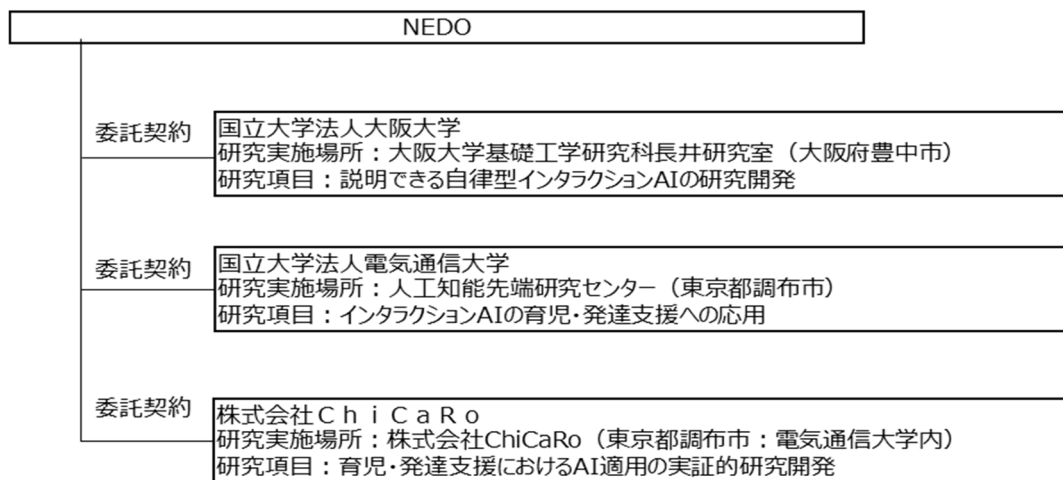 NEDO
委託契約
国立大学法人大阪大学
研究実施場所：大阪大学基礎工学研究科長井研究室（大阪府豊中市）
研究項目：説明できる自律型インタラクションAIの研究開発
委託契約
国立大学法人電気通信大学
研究実施場所：人工知能先端研究センター（東京都調布市）
研究項目：インタラクションAIの育児・発達支援への応用
委託契約
株式会社ＣｈｉＣａＲｏ
研究実施場所：株式会社ChiCaRo（東京都調布市：電気通信大学内）
研究項目：育児・発達支援におけるAI適用の実証的研究開発